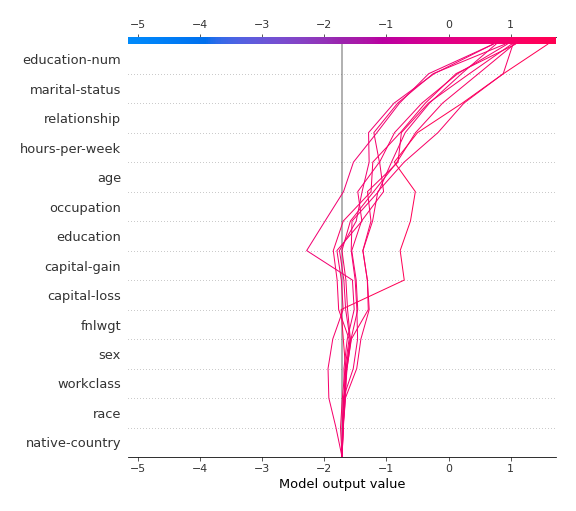 −5 −4 −3 −2 −1 0 1
education-num
marital-status
relationship
hours-per-week
age
occupation
education
capital-gain
capital-loss
fnlwgt
sex
workclass
race
native-country
−5 −4 −3 −2 −1 0 1
Model output value